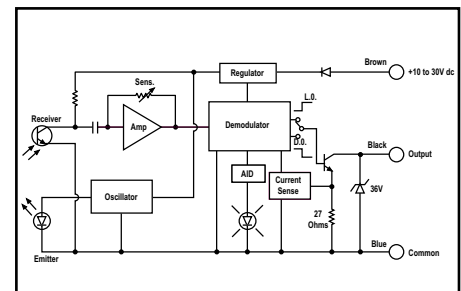 Brown
+10 to 30V dc
Sens.
Regulator
L.O.
Receiver
Amp
Demodulator
D.O.
Black
Output
AID
Current
Sense
36V
Oscillator
27
Ohms
Blue
Common
Emitter